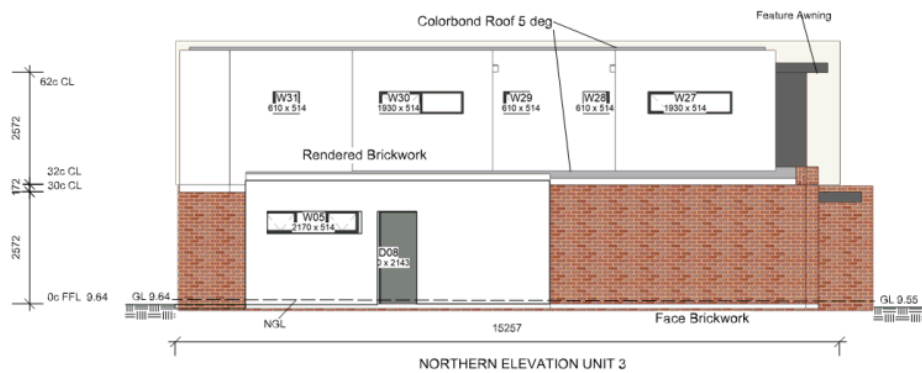 Feature Awning
Colorbond Roof 5 deg
62c CL
W31
610 x 514
W30
1930 x 514
W29
610 x 514
W28
610 x 514
W27
1930 x 514
2572
Rendered Brickwork
32c CL
172
30c CL
W05
2170 x 514
2572
D08
0 x 2143
0c FFL 9.64
GL 9.64
GL 9.55
NGL
Face Brickwork
15257
NORTHERN ELEVATION UNIT 3